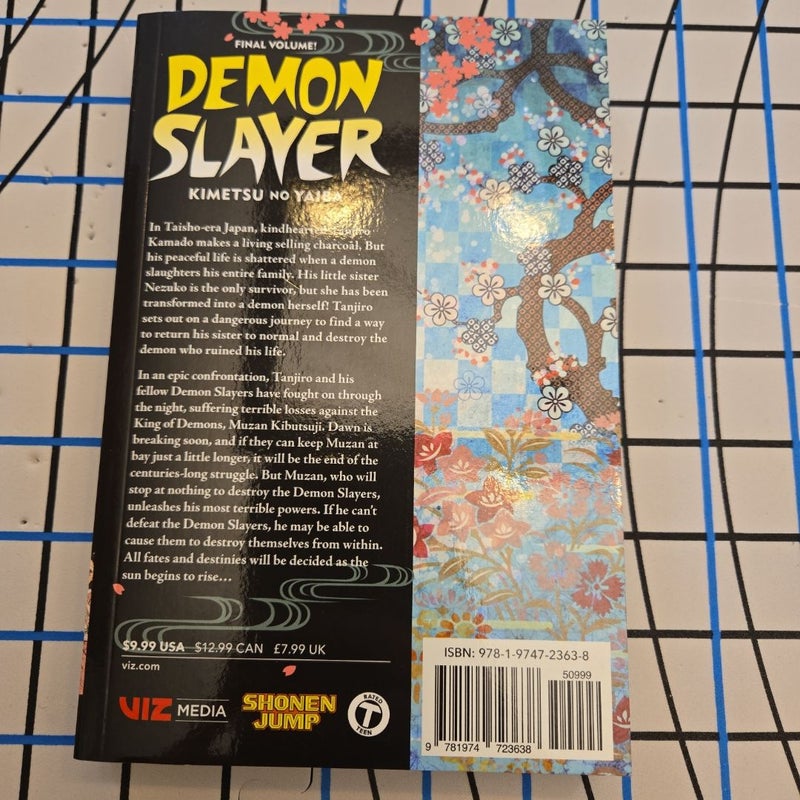 FINAL VOLUME!
DEMON
SLAYER
KIMETSU NO YAIBA
In Taisho-era Japan, kindhearted Tanjiro
Kamado makes a living selling charcoal. But
his peaceful life is shattered when a demon
slaughters his entire family. His little sister
Nezuko is the only survivor, but she has been
transformed into a demon herself! Tanjiro
sets out on a dangerous journey to find a way
to return his sister to normal and destroy the
demon who ruined his life.
In an epic confrontation, Tanjiro and his
fellow Demon Slayers have fought on through
the night, suffering terrible losses against the
King of Demons, Muzan Kibutsuji. Dawn is
breaking soon, and if they can keep Muzan at
bay just a little longer, it will be the end of the
centuries-long struggle. But Muzan, who will
stop at nothing to destroy the Demon Slayers,
unleashes his most terrible powers. If he can't
defeat the Demon Slayers, he may be able to
cause them to destroy themselves from within.
All fates and destinies will be decided as the
sun begins to rise...
$9.99 USA $12.99 CAN £7.99 UK
viz.com
VIZ MEDIA
SHONEN
JUMP
RATED
T
TEEN
ISBN: 978-1-9747-2363-8
50999
9 781974 723638